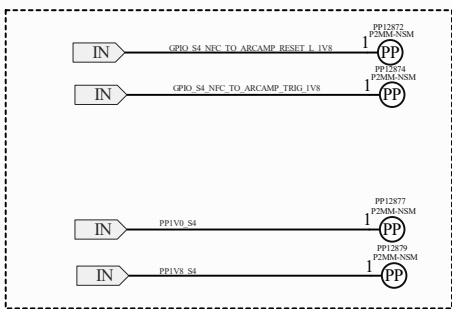 PP12872
P2MM-NSM
IN GPIO_S4_NFC_TO_ARCAMP_RESET_L_1V8 1 PP
PP12874
P2MM-NSM
IN GPIO_S4_NFC_TO_ARCAMP_TRIG_1V8 1 PP
PP12877
P2MM-NSM
IN PP1V0_S4 1 PP
PP12879
P2MM-NSM
IN PP1V8_S4 1 PP